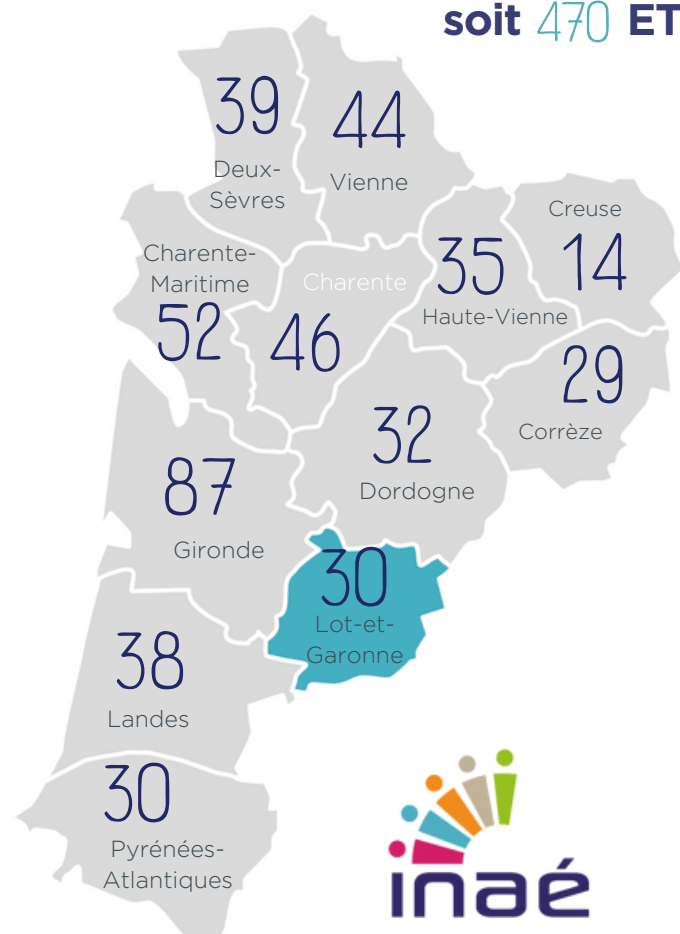 soit 470 ET
39
Deux-
Sèvres
44
Vienne
Creuse
14
Charente-
Maritime
52
Charente
46
35
Haute-Vienne
29
Corrèze
32
Dordogne
87
Gironde
30
Lot-et-
Garonne
38
Landes
30
Pyrénées-
Atlantiques
inaé